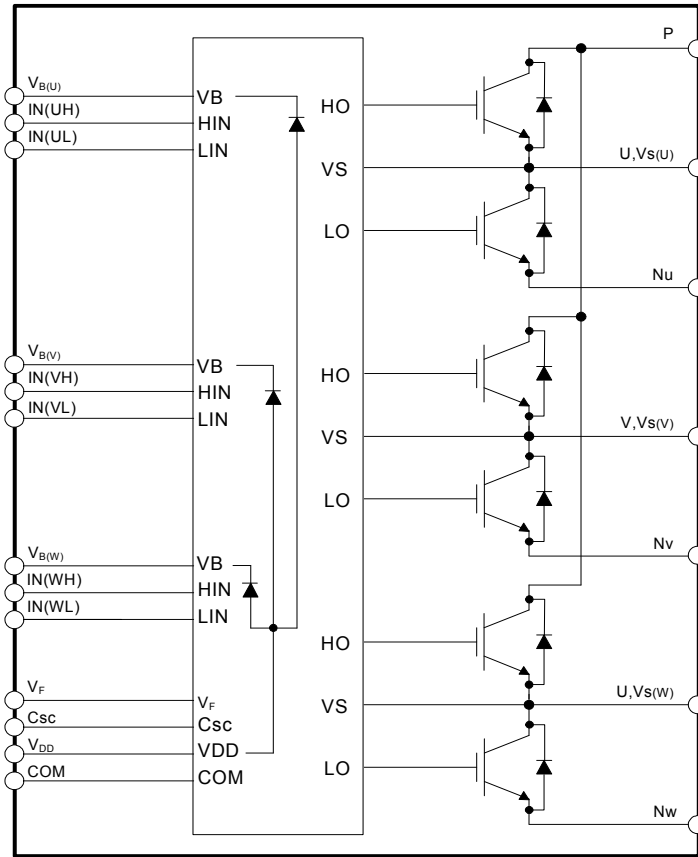 P
VB(U)
VB
IN(UH)
HIN
HO
IN(UL)
LIN
VS
U,Vs(U)
LO
Nu
VB(V)
VB
IN(VH)
HIN
HO
IN(VL)
LIN
VS
V,Vs(V)
LO
Nv
VB(W)
VB
IN(WH)
HIN
IN(WL)
LIN
HO
VF
VF
VS
U,Vs(W)
Csc
Csc
VDD
VDD
LO
COM
COM
Nw